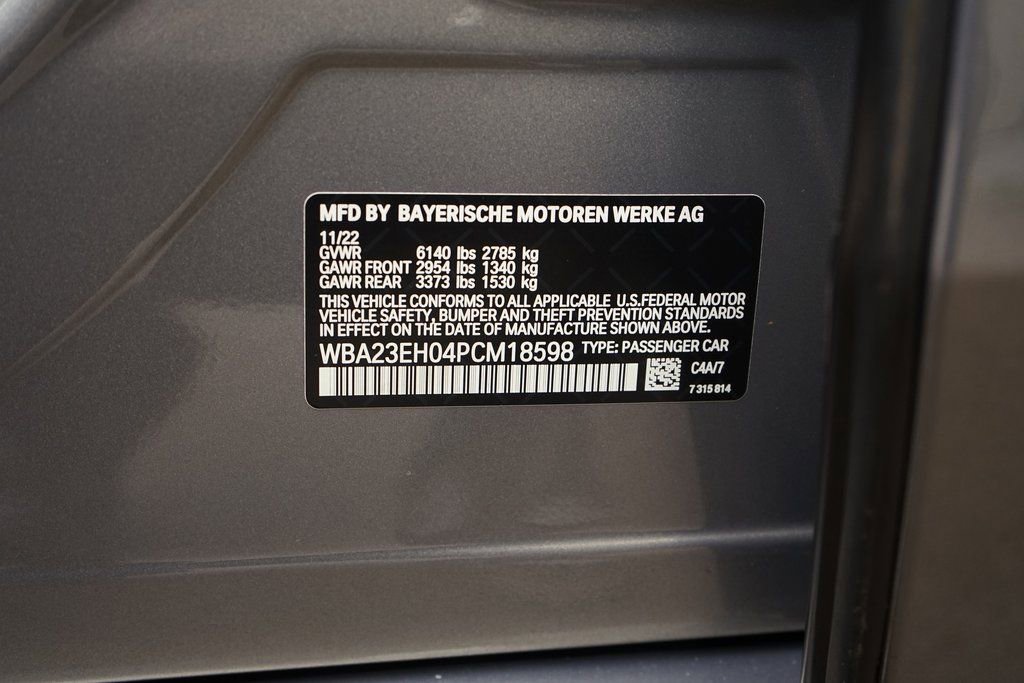 MFD BY BAYERISCHE MOTOREN WERKE AG
11/22
GVWR 6140 lbs 2785 kg
GAWR FRONT 2954 lbs 1340 kg
GAWR REAR 3373 lbs 1530 kg
THIS VEHICLE CONFORMS TO ALL APPLICABLE U.S.FEDERAL MOTOR
VEHICLE SAFETY, BUMPER AND THEFT PREVENTION STANDARDS
IN EFFECT ON THE DATE OF MANUFACTURE SHOWN ABOVE.
WBA23EH04PCM18598 TYPE: PASSENGER CAR
C4A/7
7 315 814